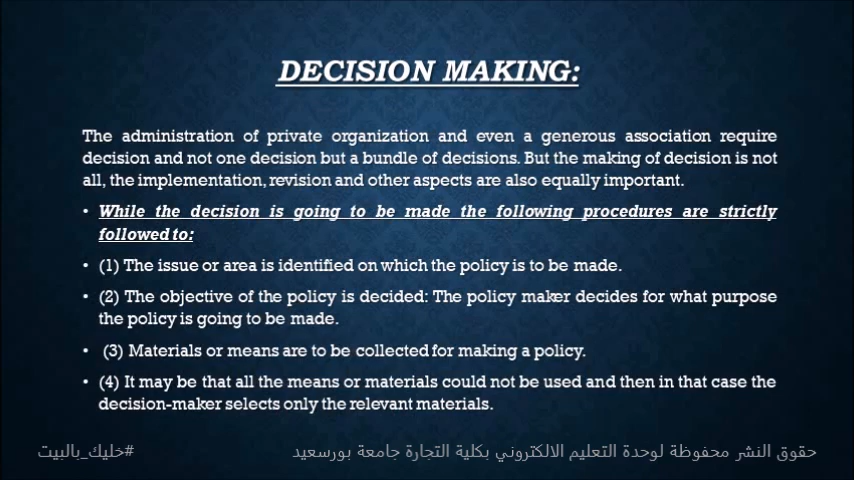 DECISION MAKING:
The administration of private organization and even a generous association require
decision and not one decision but a bundle of decisions. But the making of decision is not
all, the implementation, revision and other aspects are also equally important.
• While the decision is going to be made the following procedures are strictly
followed to:
• (1) The issue or area is identified on which the policy is to be made.
• (2) The objective of the policy is decided: The policy maker decides for what purpose
the policy is going to be made.
• (3) Materials or means are to be collected for making a policy.
• (4) It may be that all the means or materials could not be used and then in that case the
decision-maker selects only the relevant materials.
حقوق النشر محفوظة لوحدة التعليم الالكتروني بكلية التجارة جامعة بورسعيد #خليك_بالبيت